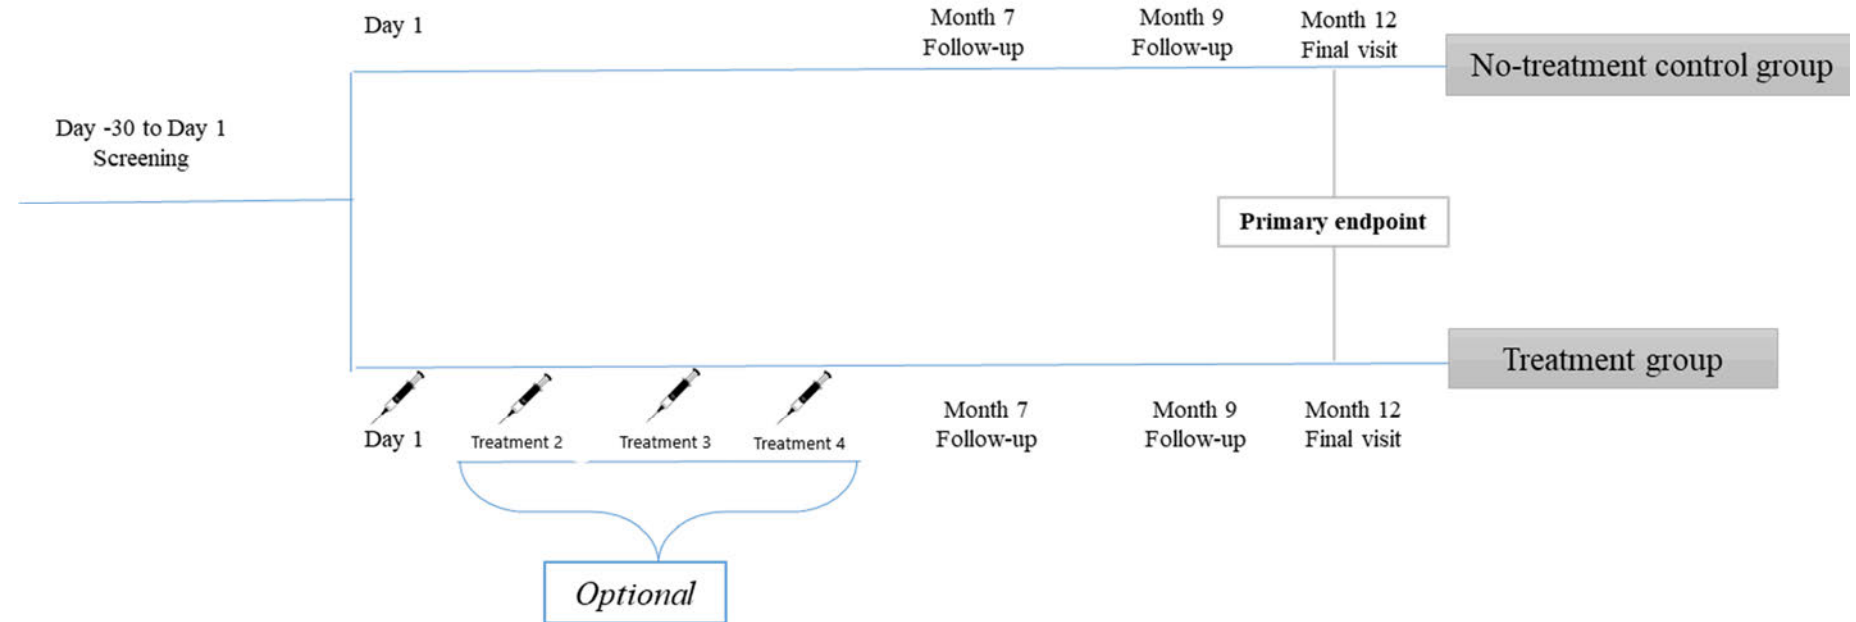 Day 1
Month 7
Follow-up
Month 9
Follow-up
Month 12
Final visit
No-treatment control group
Day -30 to Day 1
Screening
Primary endpoint
Treatment group
Day 1
Treatment 2
Treatment 3
Treatment 4
Month 7
Follow-up
Month 9
Follow-up
Month 12
Final visit
Optional